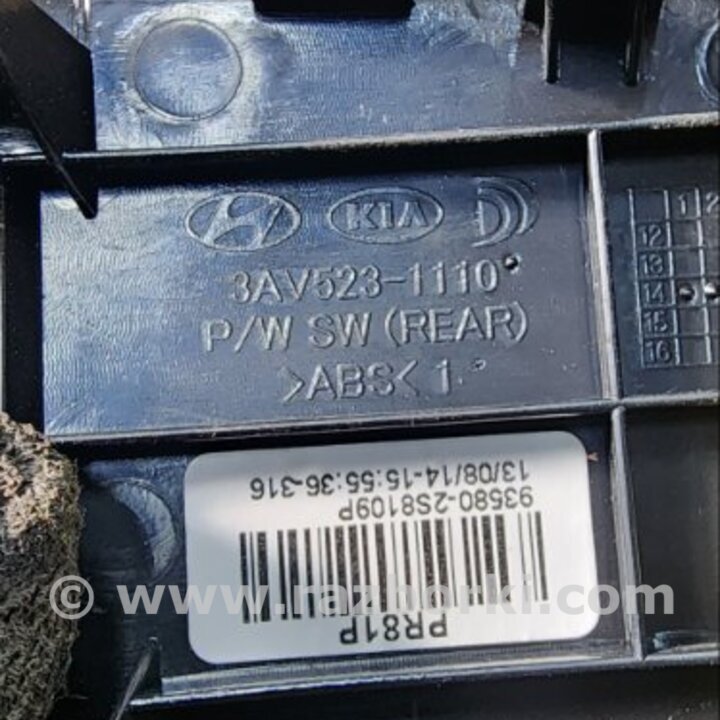 KIA
3AV523-1110
P/W SW (REAR)
>ABS< 1
1 2
12
13
14
15
16
13/08/14-15:55:36-316
93580-2S8109P
PR81P
© www.razborki.com